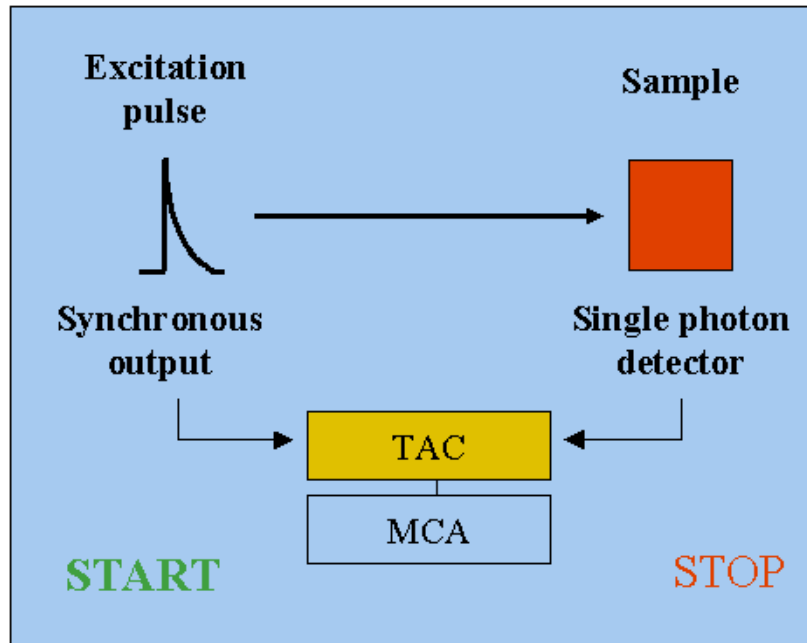 Excitation
pulse
Sample
Synchronous
output
Single photon
detector
TAC
MCA
START
STOP